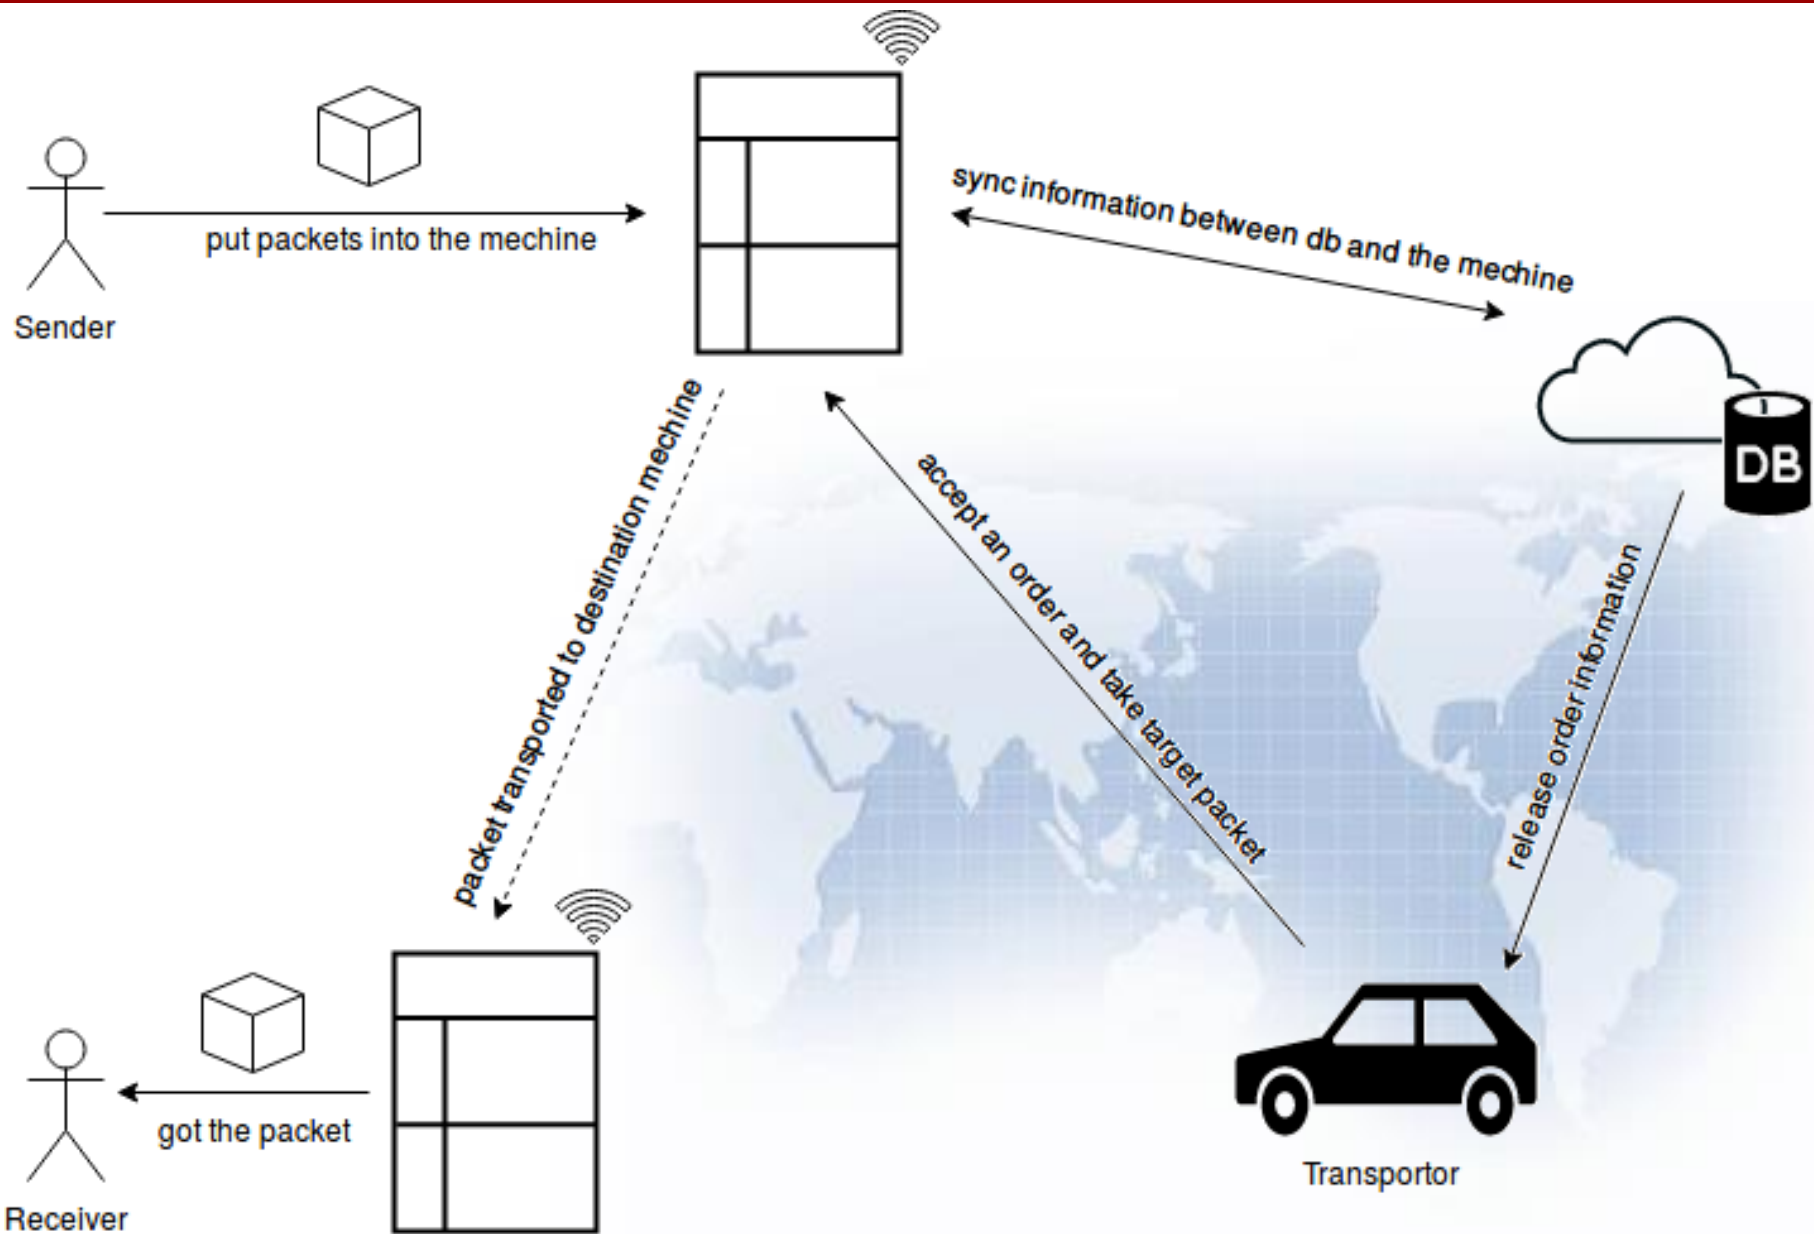 put packets into the mechine
Sender
sync information between db and the mechine
DB
packet transported to destination mechine
accept an order and take target packet
release order information
got the packet
Receiver
Transportor